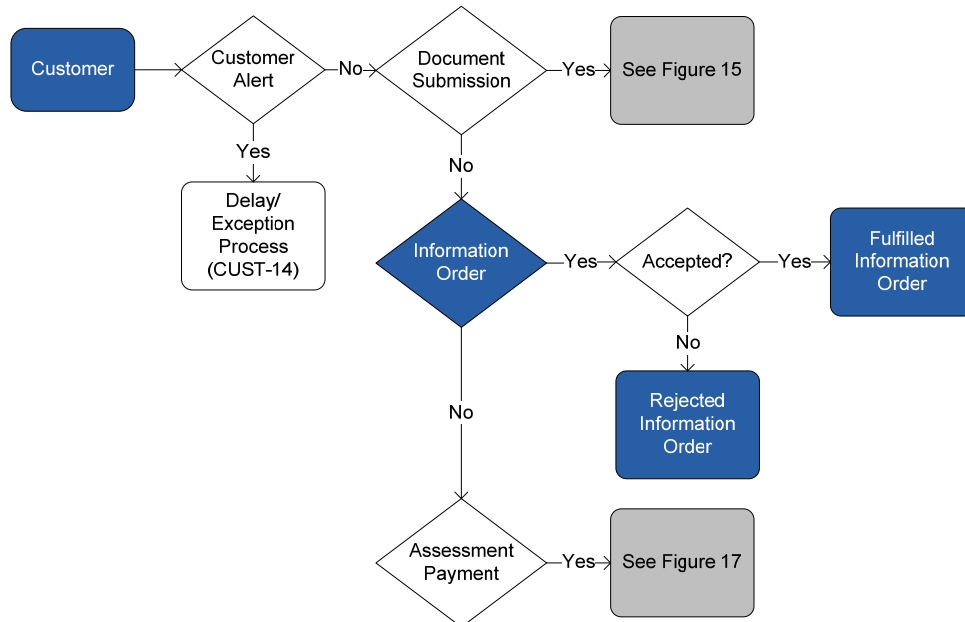 Customer
Customer
Alert
No
Document
Submission
Yes
See Figure 15
Yes
No
Delay/
Exception
Process
(CUST-14)
Information
Order
Yes
Accepted?
Yes
Fulfilled
Information
Order
No
Rejected
Information
Order
No
Assessment
Payment
Yes
See Figure 17